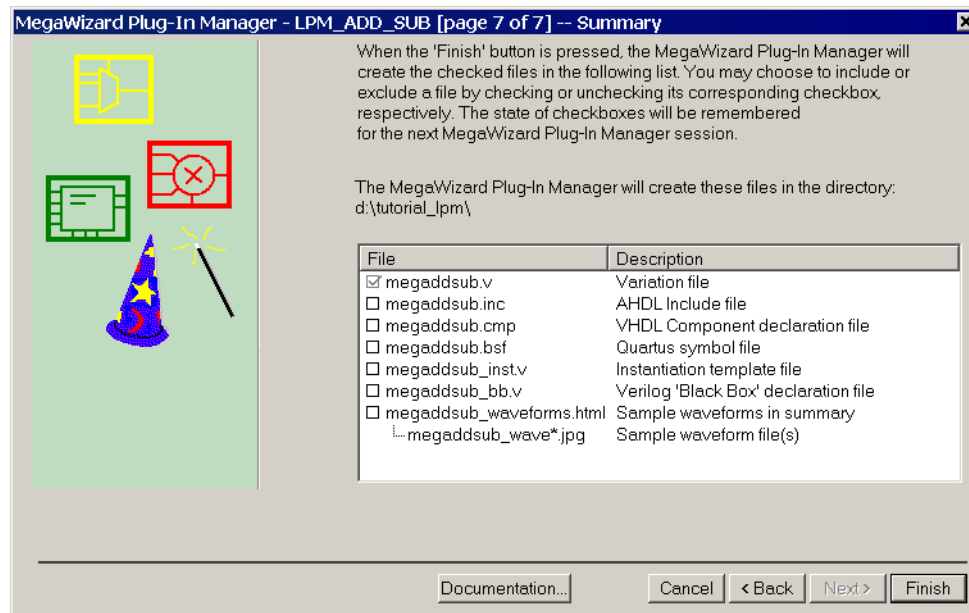 MegaWizard Plug-In Manager - LPM_ADD_SUB [page 7 of 7] -- Summary
When the 'Finish' button is pressed, the MegaWizard Plug-In Manager will
create the checked files in the following list. You may choose to include or
exclude a file by checking or unchecking its corresponding checkbox,
respectively. The state of checkboxes will be remembered
for the next MegaWizard Plug-In Manager session.
The MegaWizard Plug-In Manager will create these files in the directory:
d:\tutorial_lpm\
File Description
megaddsub.v Variation file
megaddsub.inc AHDL Include file
megaddsub.cmp VHDL Component declaration file
megaddsub.bsf Quartus symbol file
megaddsub_inst.v Instantiation template file
megaddsub_bb.v Verilog 'Black Box' declaration file
megaddsub_waveforms.html Sample waveforms in summary
megaddsub_wave*.jpg Sample waveform file(s)
Documentation... Cancel < Back Next > Finish